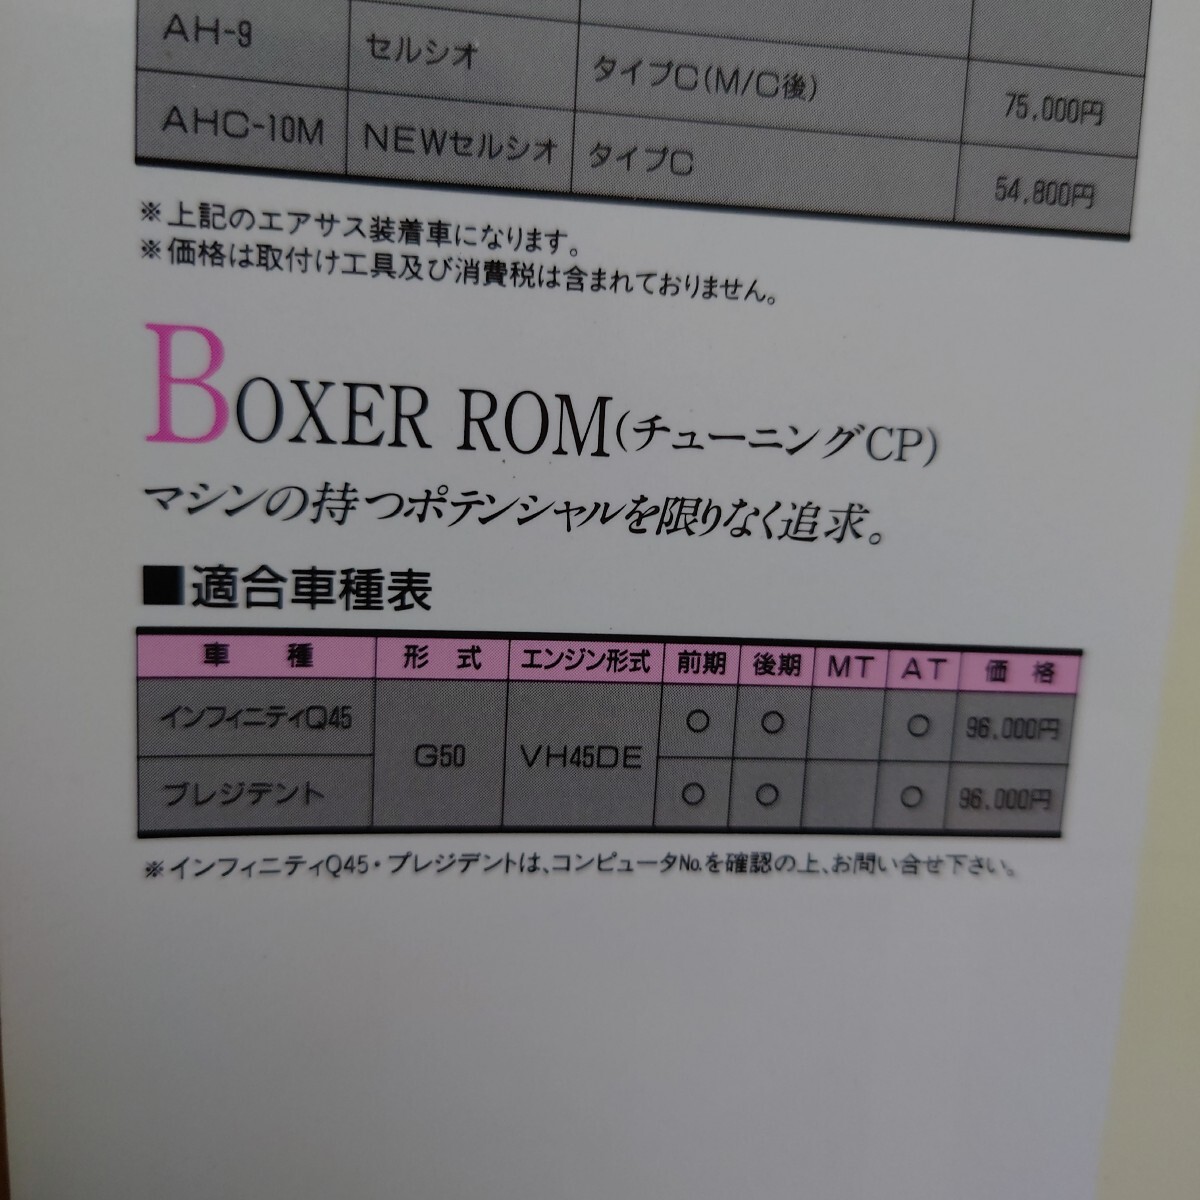 AH-9 セルシオ タイプC(M/C後) 75,000円
AHC-10M NEWセルシオ タイプC 54,800円
※上記のエアサス装着車になります。
※価格は取付け工具及び消費税は含まれておりません。
BOXER ROM(チューニングCP)
マシンの持つポテンシャルを限りなく追求。
■適合車種表
車種 形式 エンジン形式 前期 後期 MT AT 価格
インフィニティQ45 G50 VH45DE ○ ○ ○ 96,000円
プレジデント ○ ○ ○ 96,000円
※インフィニティQ45・プレジデントは、コンピュータNo.を確認の上、お問い合せ下さい。